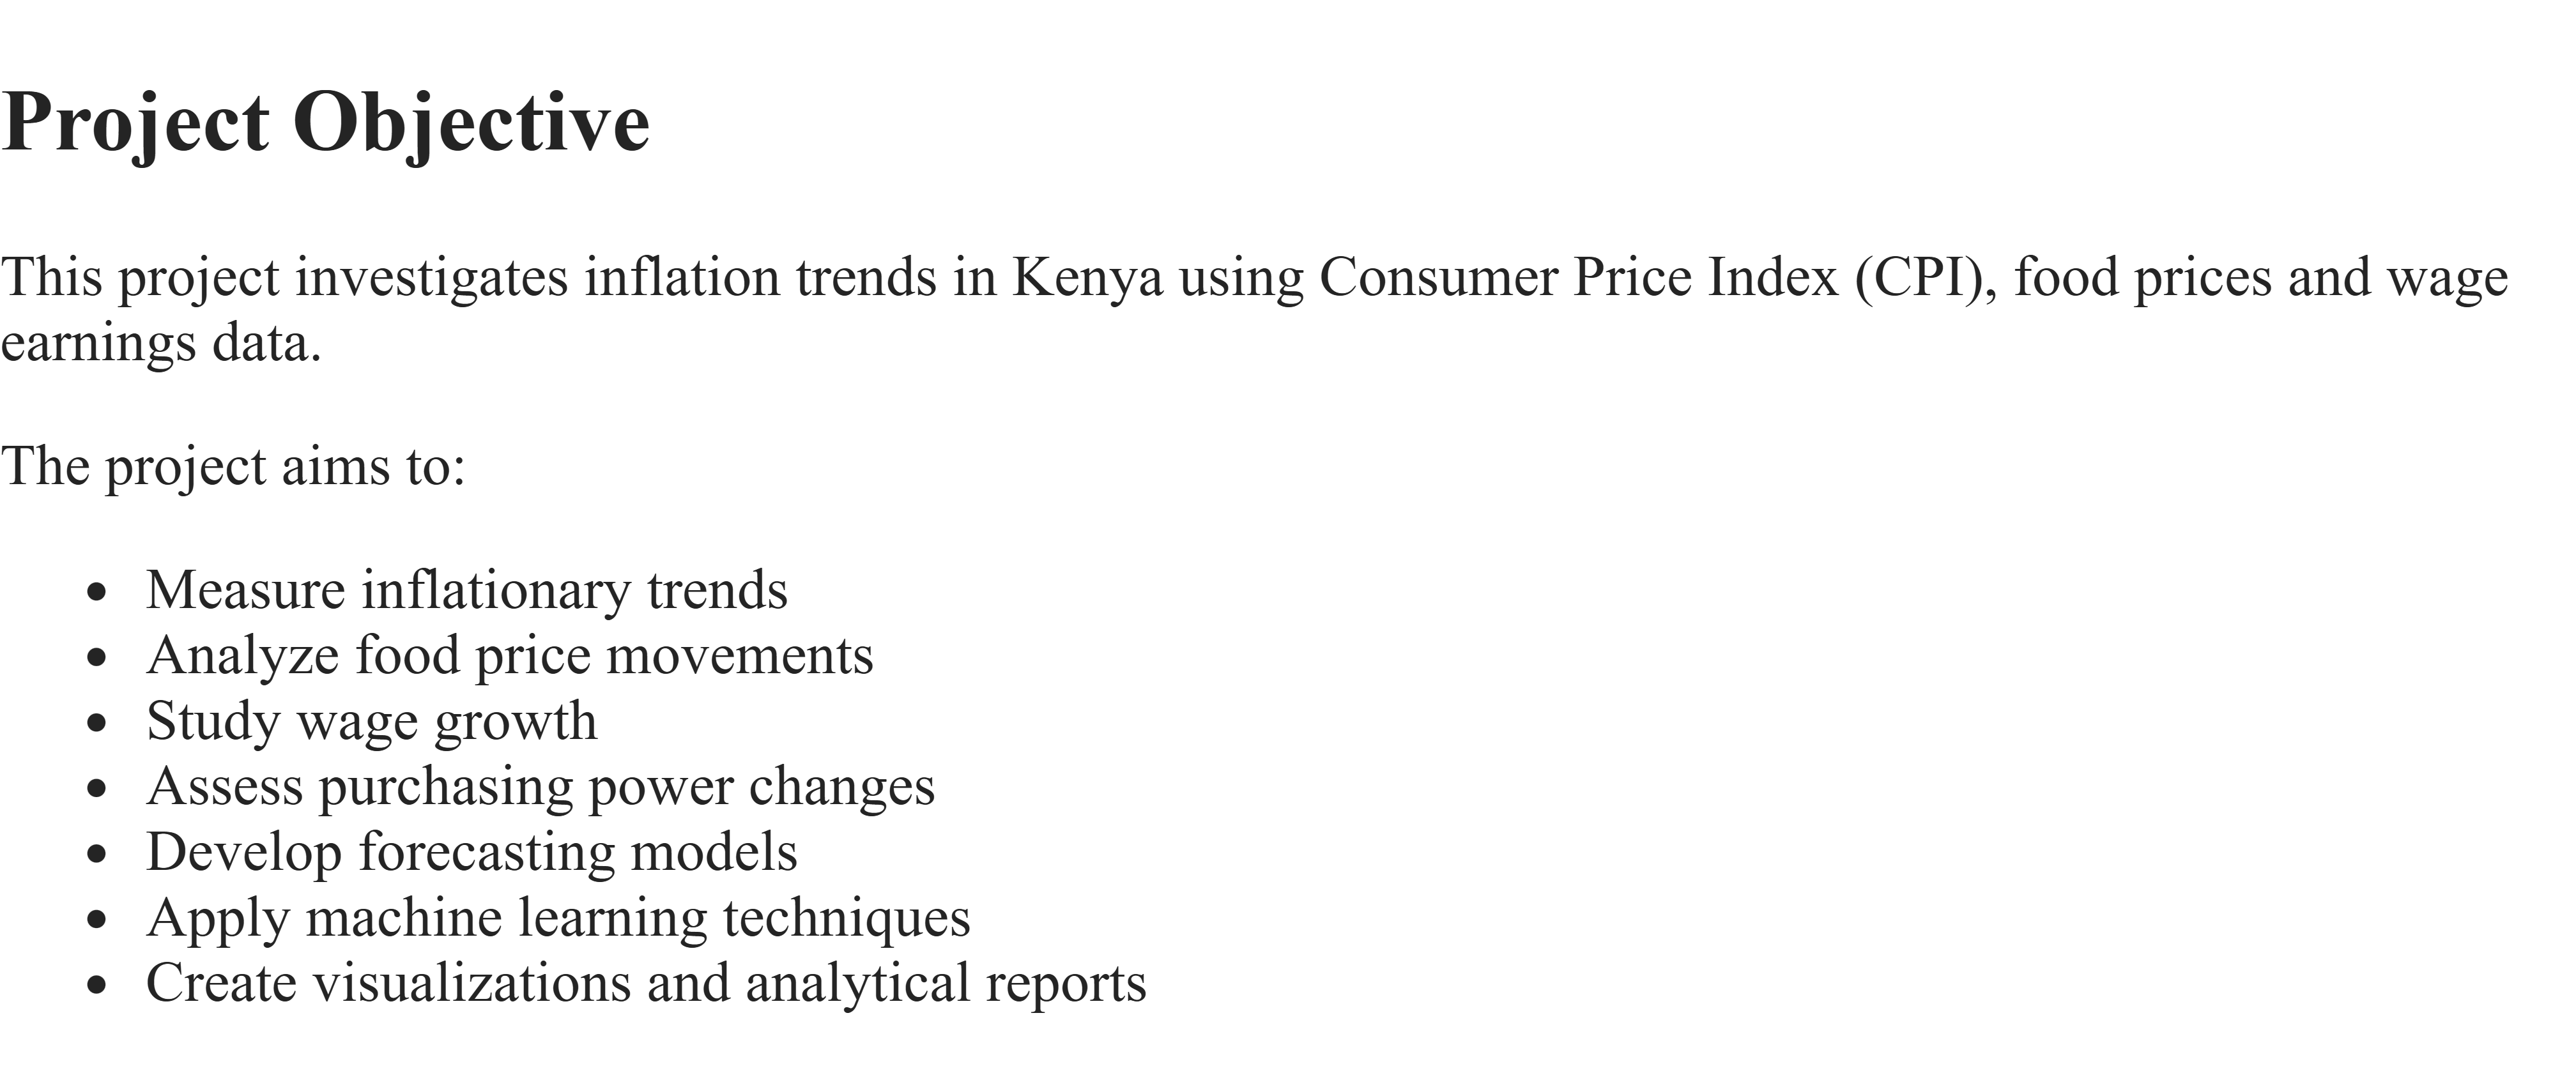 Project Objective
This project investigates inflation trends in Kenya using Consumer Price Index (CPI), food prices and wage
earnings data.
The project aims to:
• Measure inflationary trends
• Analyze food price movements
• Study wage growth
• Assess purchasing power changes
• Develop forecasting models
• Apply machine learning techniques
• Create visualizations and analytical reports